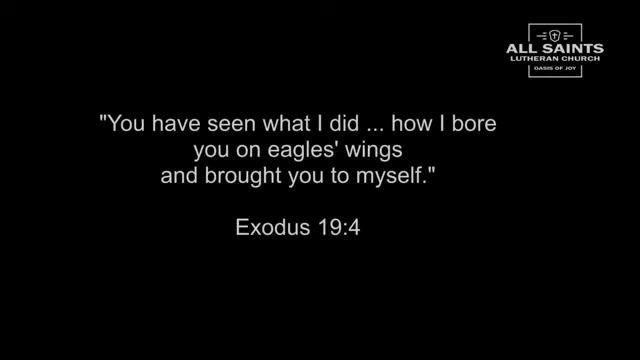 ALL SAINTS
LUTHERAN CHURCH
OASIS OF JOY
"You have seen what I did ... how I bore
you on eagles' wings
and brought you to myself."
Exodus 19:4